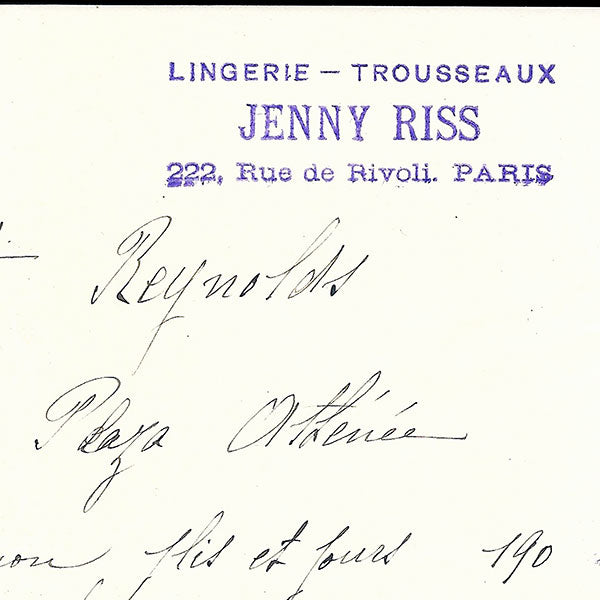 LINGERIE – TROUSSEAUX
JENNY RISS
222, Rue de Rivoli. PARIS
Reynolds
Plaza Athénée
plis et jours 190